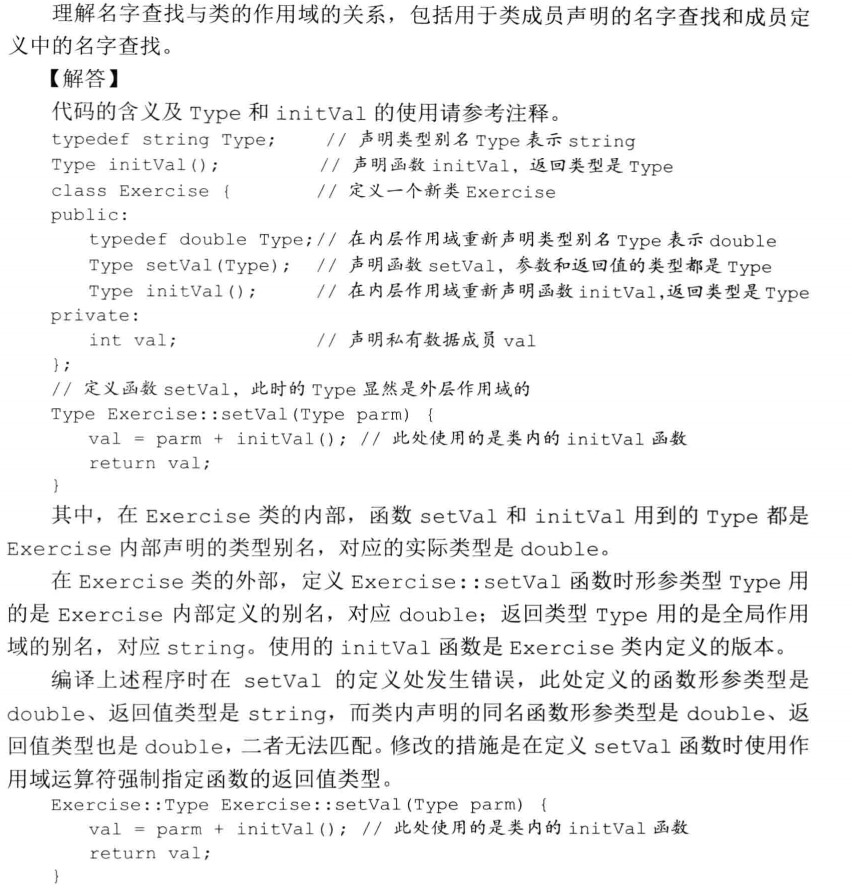 理解名字查找与类的作用域的关系，包括用于类成员声明的名字查找和成员定
义中的名字查找。
【解答】
代码的含义及 Type 和 initVal 的使用请参考注释。
typedef string Type; // 声明类型别名 Type 表示 string
Type initVal(); // 声明函数 initVal，返回类型是 Type
class Exercise { // 定义一个新类 Exercise
public:
typedef double Type;// 在内层作用域重新声明类型别名 Type 表示 double
Type setVal(Type); // 声明函数 setVal，参数和返回值的类型都是 Type
Type initVal(); // 在内层作用域重新声明函数 initVal,返回类型是 Type
private:
int val; // 声明私有数据成员 val
};
// 定义函数 setVal，此时的 Type 显然是外层作用域的
Type Exercise::setVal(Type parm) {
val = parm + initVal(); // 此处使用的是类内的 initVal 函数
return val;
}
其中，在 Exercise 类的内部，函数 setVal 和 initVal 用到的 Type 都是
Exercise 内部声明的类型别名，对应的实际类型是 double。
在 Exercise 类的外部，定义 Exercise::setVal 函数时形参类型 Type 用
的是 Exercise 内部定义的别名，对应 double；返回类型 Type 用的是全局作用
域的别名，对应 string。使用的 initVal 函数是 Exercise 类内定义的版本。
编译上述程序时在 setVal 的定义处发生错误，此处定义的函数形参类型是
double、返回值类型是 string，而类内声明的同名函数形参类型是 double、返
回值类型也是 double，二者无法匹配。修改的措施是在定义 setVal 函数时使用作
用域运算符强制指定函数的返回值类型。
Exercise::Type Exercise::setVal(Type parm) {
val = parm + initVal(); // 此处使用的是类内的 initVal 函数
return val;
}